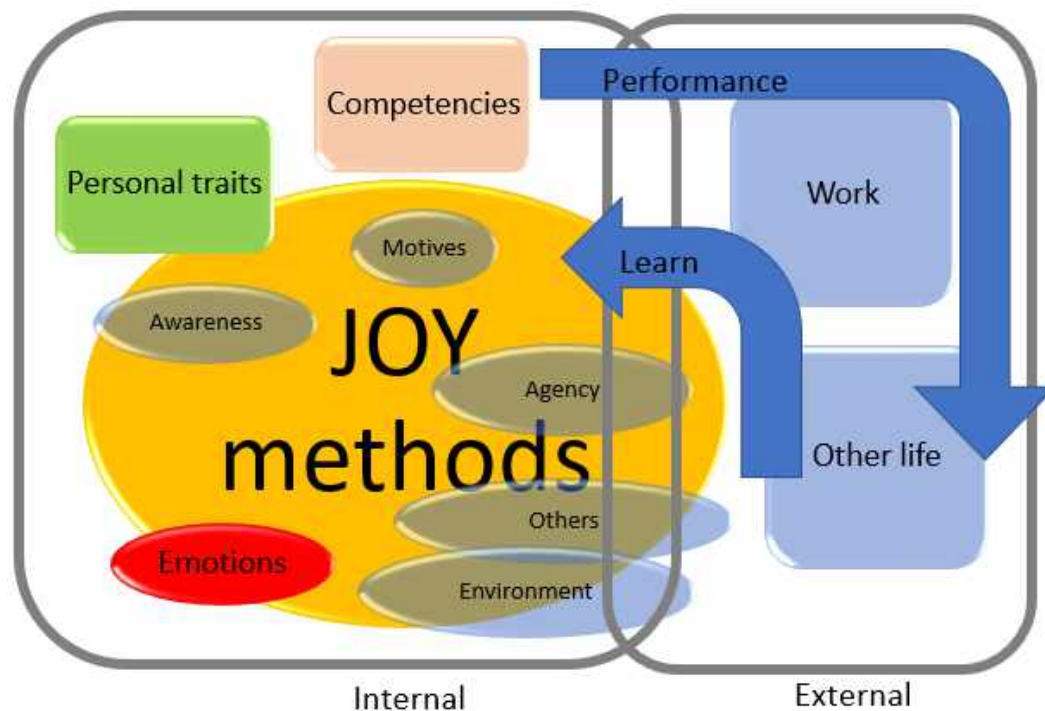 Competencies
Performance
Personal traits
Work
Motives
Learn
Awareness
JOY
methods
Agency
Other life
Others
Emotions
Environment
Internal
External